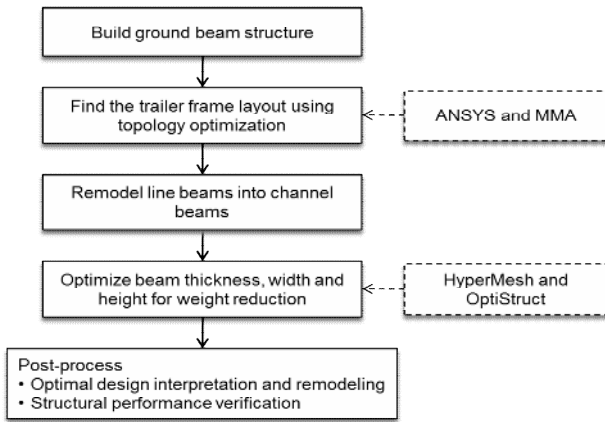 Build ground beam structure
Find the trailer frame layout using
topology optimization
ANSYS and MMA
Remodel line beams into channel
beams
Optimize beam thickness, width and
height for weight reduction
HyperMesh and
OptiStruct
Post-process
• Optimal design interpretation and remodeling
• Structural performance verification